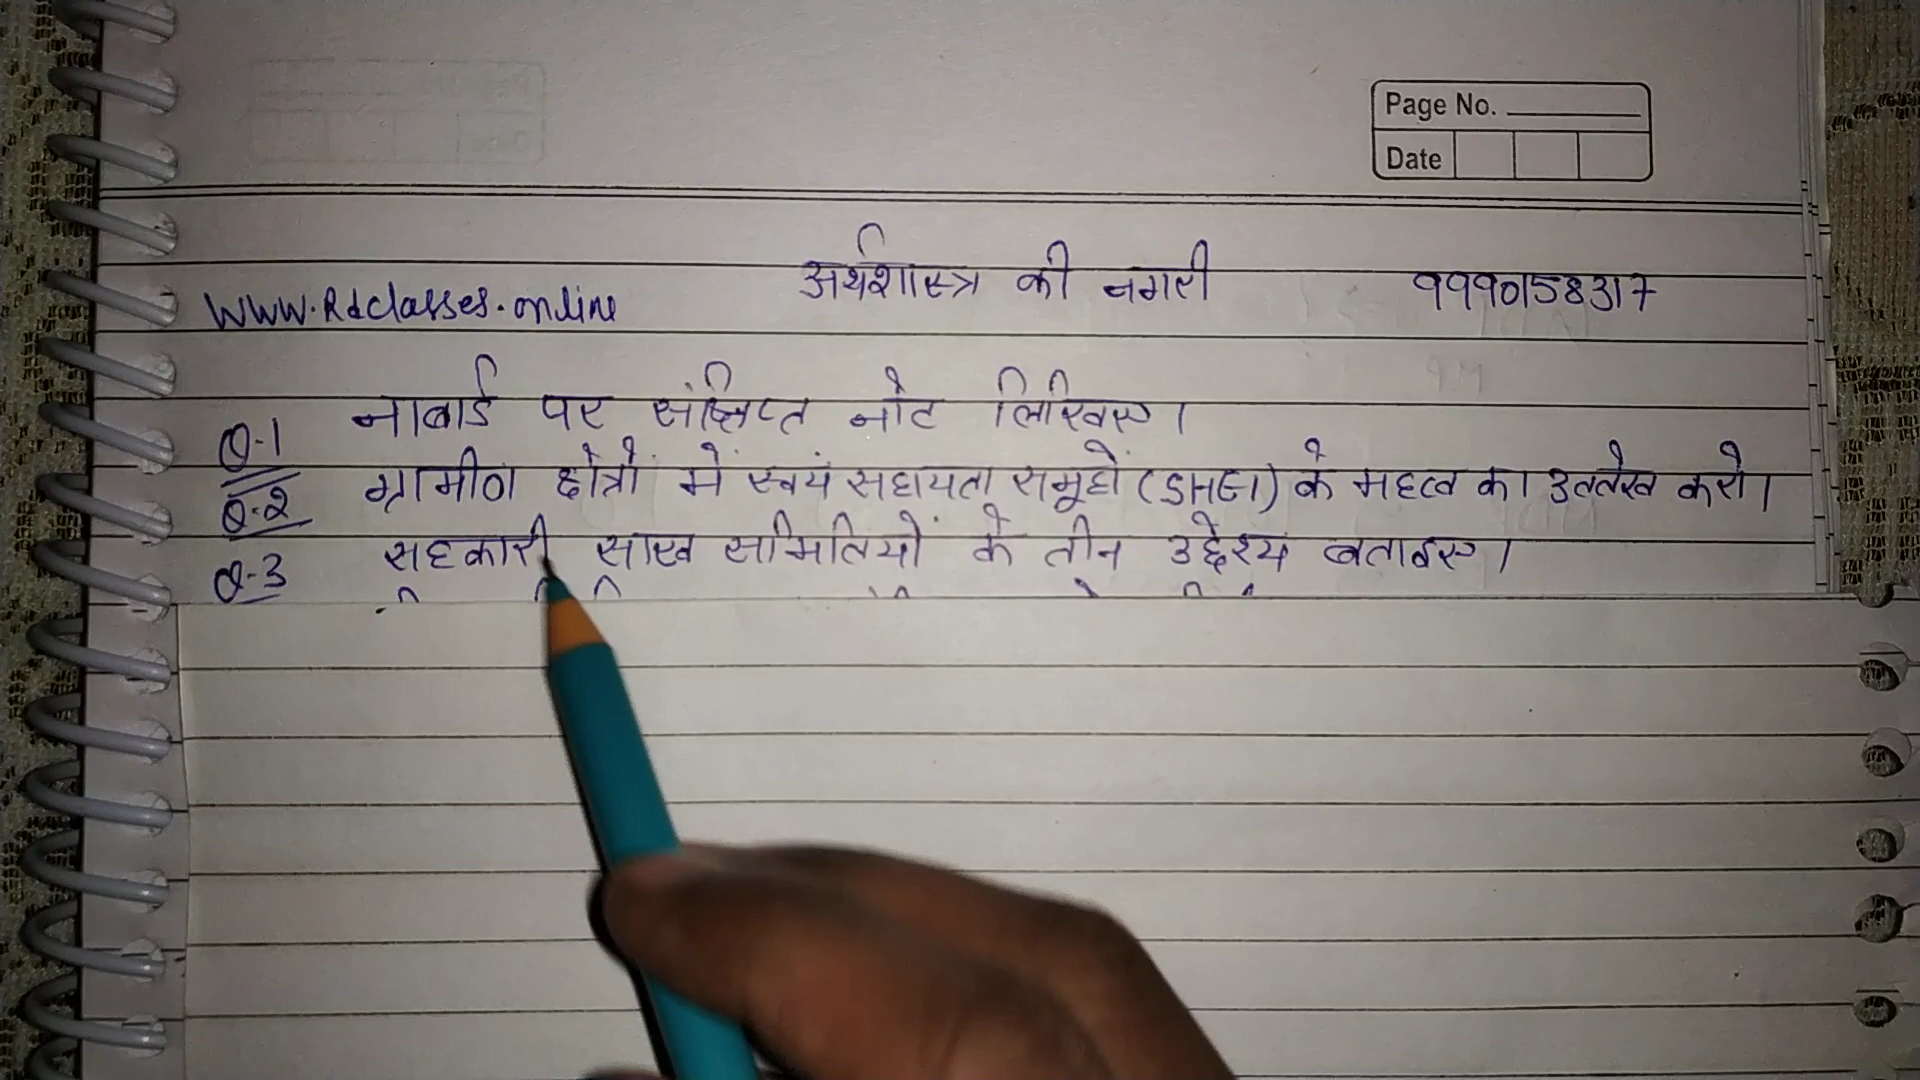 Page No.
Date
www.Rdclasses.online अर्थशास्त्र की नगरी 9990158317
Q-1 नाबार्ड पर संक्षिप्त नोट लिखिए।
Q-2 ग्रामीण क्षेत्रों में स्वयं सहायता समूहों (SHG) के महत्व का उल्लेख करो।
Q-3 सहकारी साख समितियों के तीन उद्देश्य बताइए।